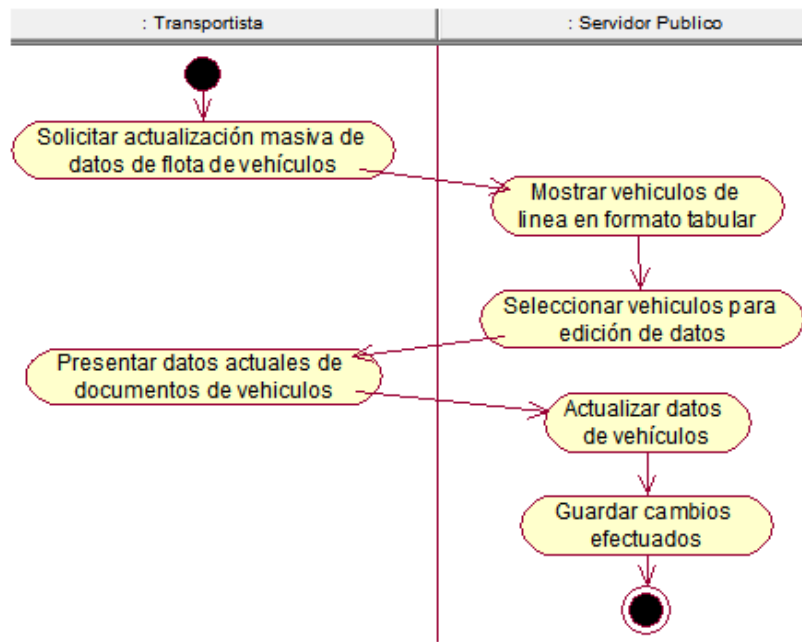 : Transportista
: Servidor Publico
Solicitar actualización masiva de
datos de flota de vehículos
Mostrar vehiculos de
linea en formato tabular
Seleccionar vehiculos para
edición de datos
Presentar datos actuales de
documentos de vehiculos
Actualizar datos
de vehículos
Guardar cambios
efectuados